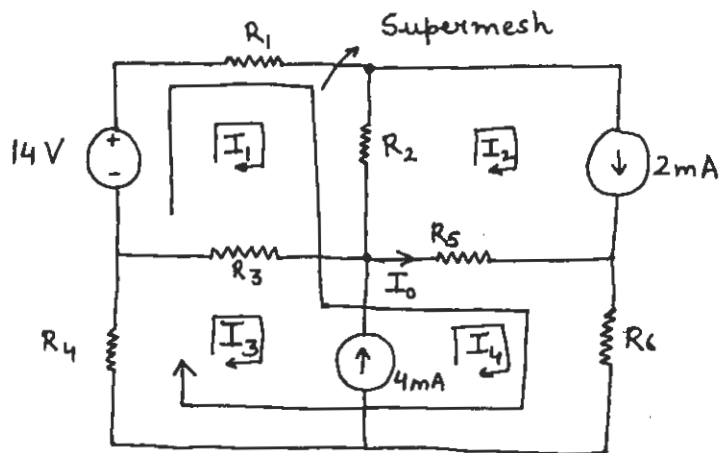 Supermesh
R1
14V
+
-
I1
R2
I2
2mA
R3
R5
I0
R4
I3
4mA
I4
R6